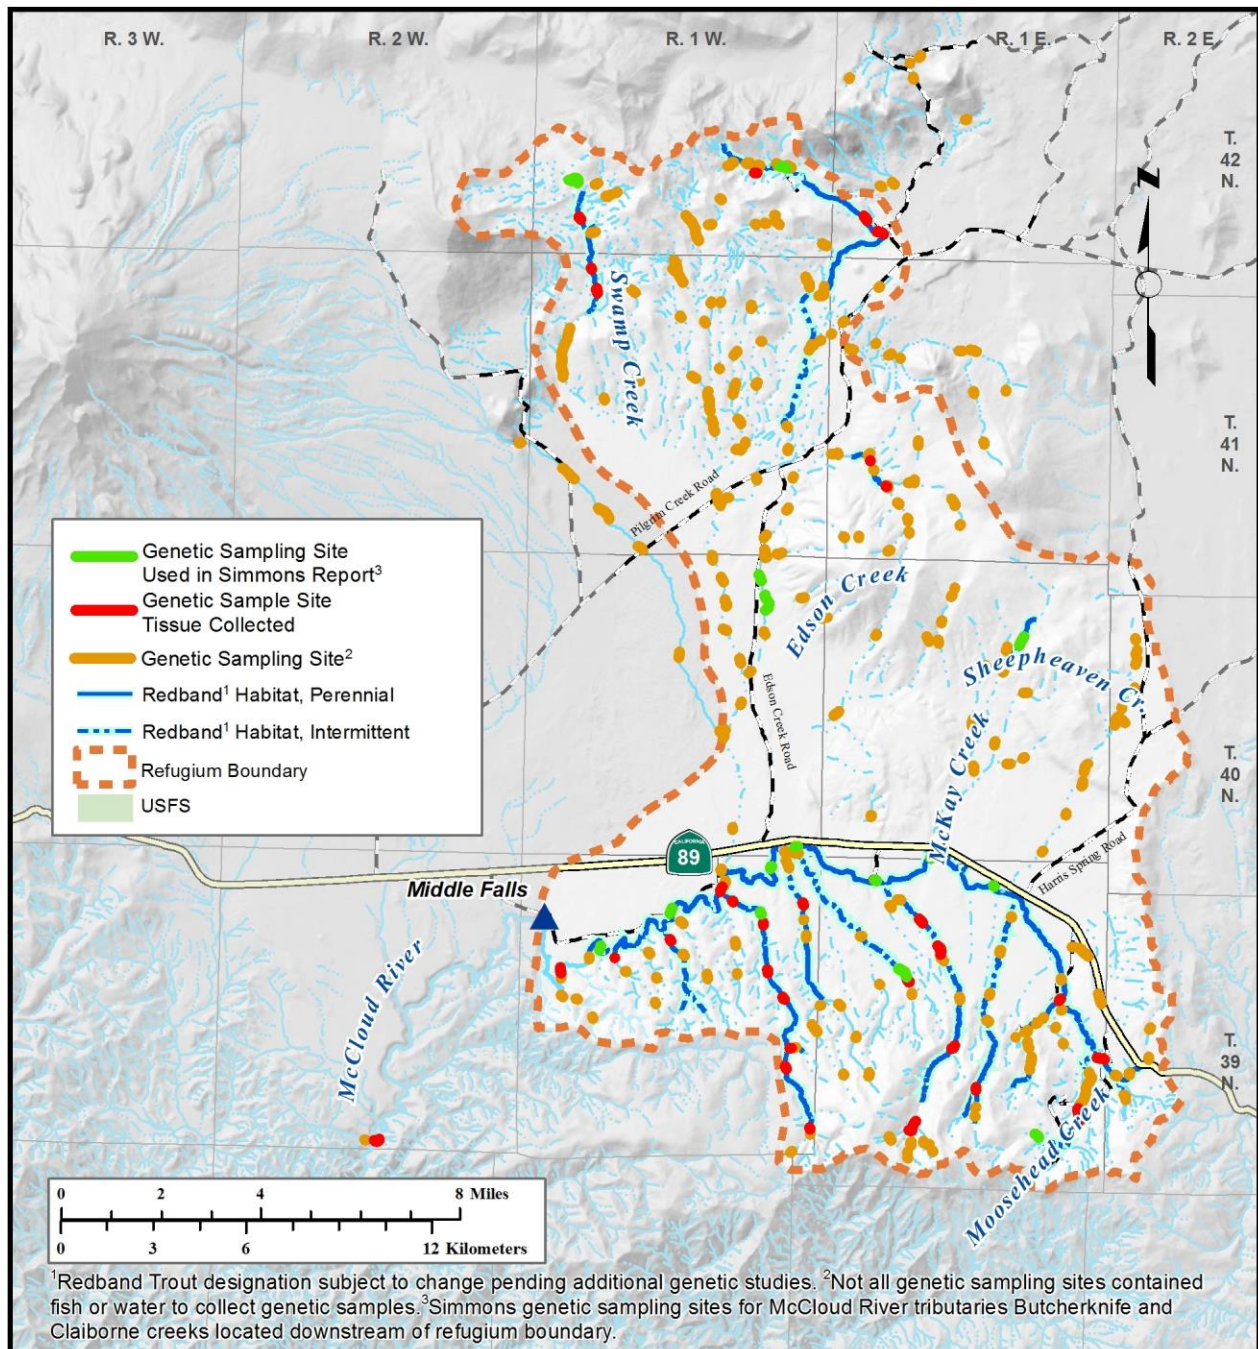 R. 3 W.
R. 2 W.
R. 1 W.
R. 1 E.
R. 2 E.
T.
42
N.
Z
Swamp Creek
T.
41
N.
Pilgrim Creek Road
Genetic Sampling Site
Used in Simmons Report³
Genetic Sample Site
Tissue Collected
Genetic Sampling Site²
Redband¹ Habitat, Perennial
Redband¹ Habitat, Intermittent
Refugium Boundary
USFS
Edson Creek
Sheepheaven Cr.
Edson Creek Road
McKay Creek
T.
40
N.
CALIFORNIA
89
Harris Spring Road
Middle Falls
McCloud River
T.
39
N.
Moosehead Creek
0 2 4 8 Miles
0 3 6 12 Kilometers
¹Redband Trout designation subject to change pending additional genetic studies. ²Not all genetic sampling sites contained
fish or water to collect genetic samples.³Simmons genetic sampling sites for McCloud River tributaries Butcherknife and
Claiborne creeks located downstream of refugium boundary.